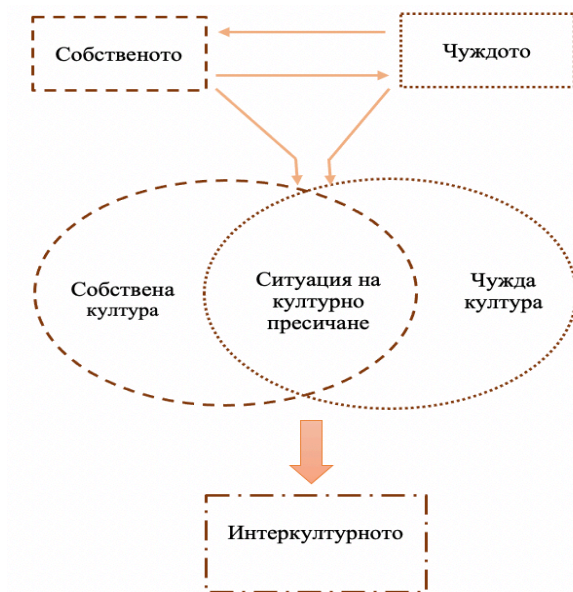 Собственото
Чуждото
Собствена
култура
Ситуация на
културно
пресичане
Чужда
култура
Интеркултурното